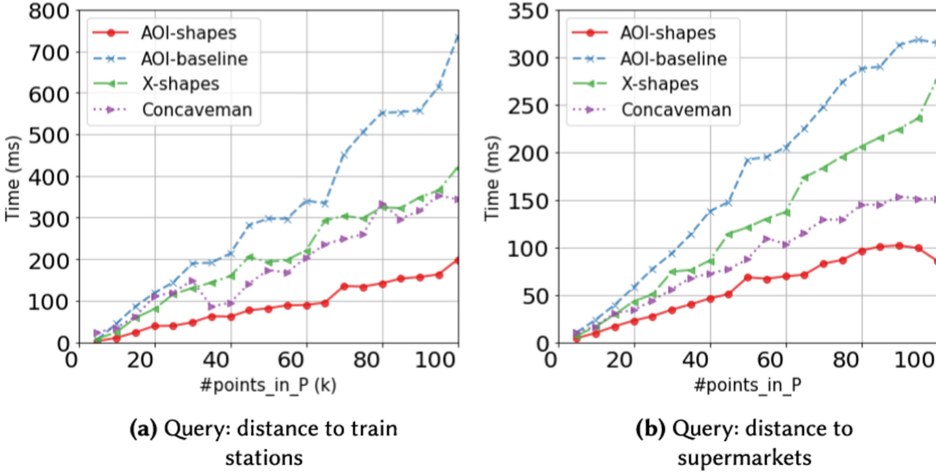 800
700
600
500
400
300
200
100
0
Time (ms)
AOI-shapes
AOI-baseline
X-shapes
Concaveman
0 20 40 60 80 100
#points_in_P (k)
(a) Query: distance to train
stations
350
300
250
200
150
100
50
0
Time (ms)
AOI-shapes
AOI-baseline
X-shapes
Concaveman
0 20 40 60 80 100
#points_in_P
(b) Query: distance to
supermarkets